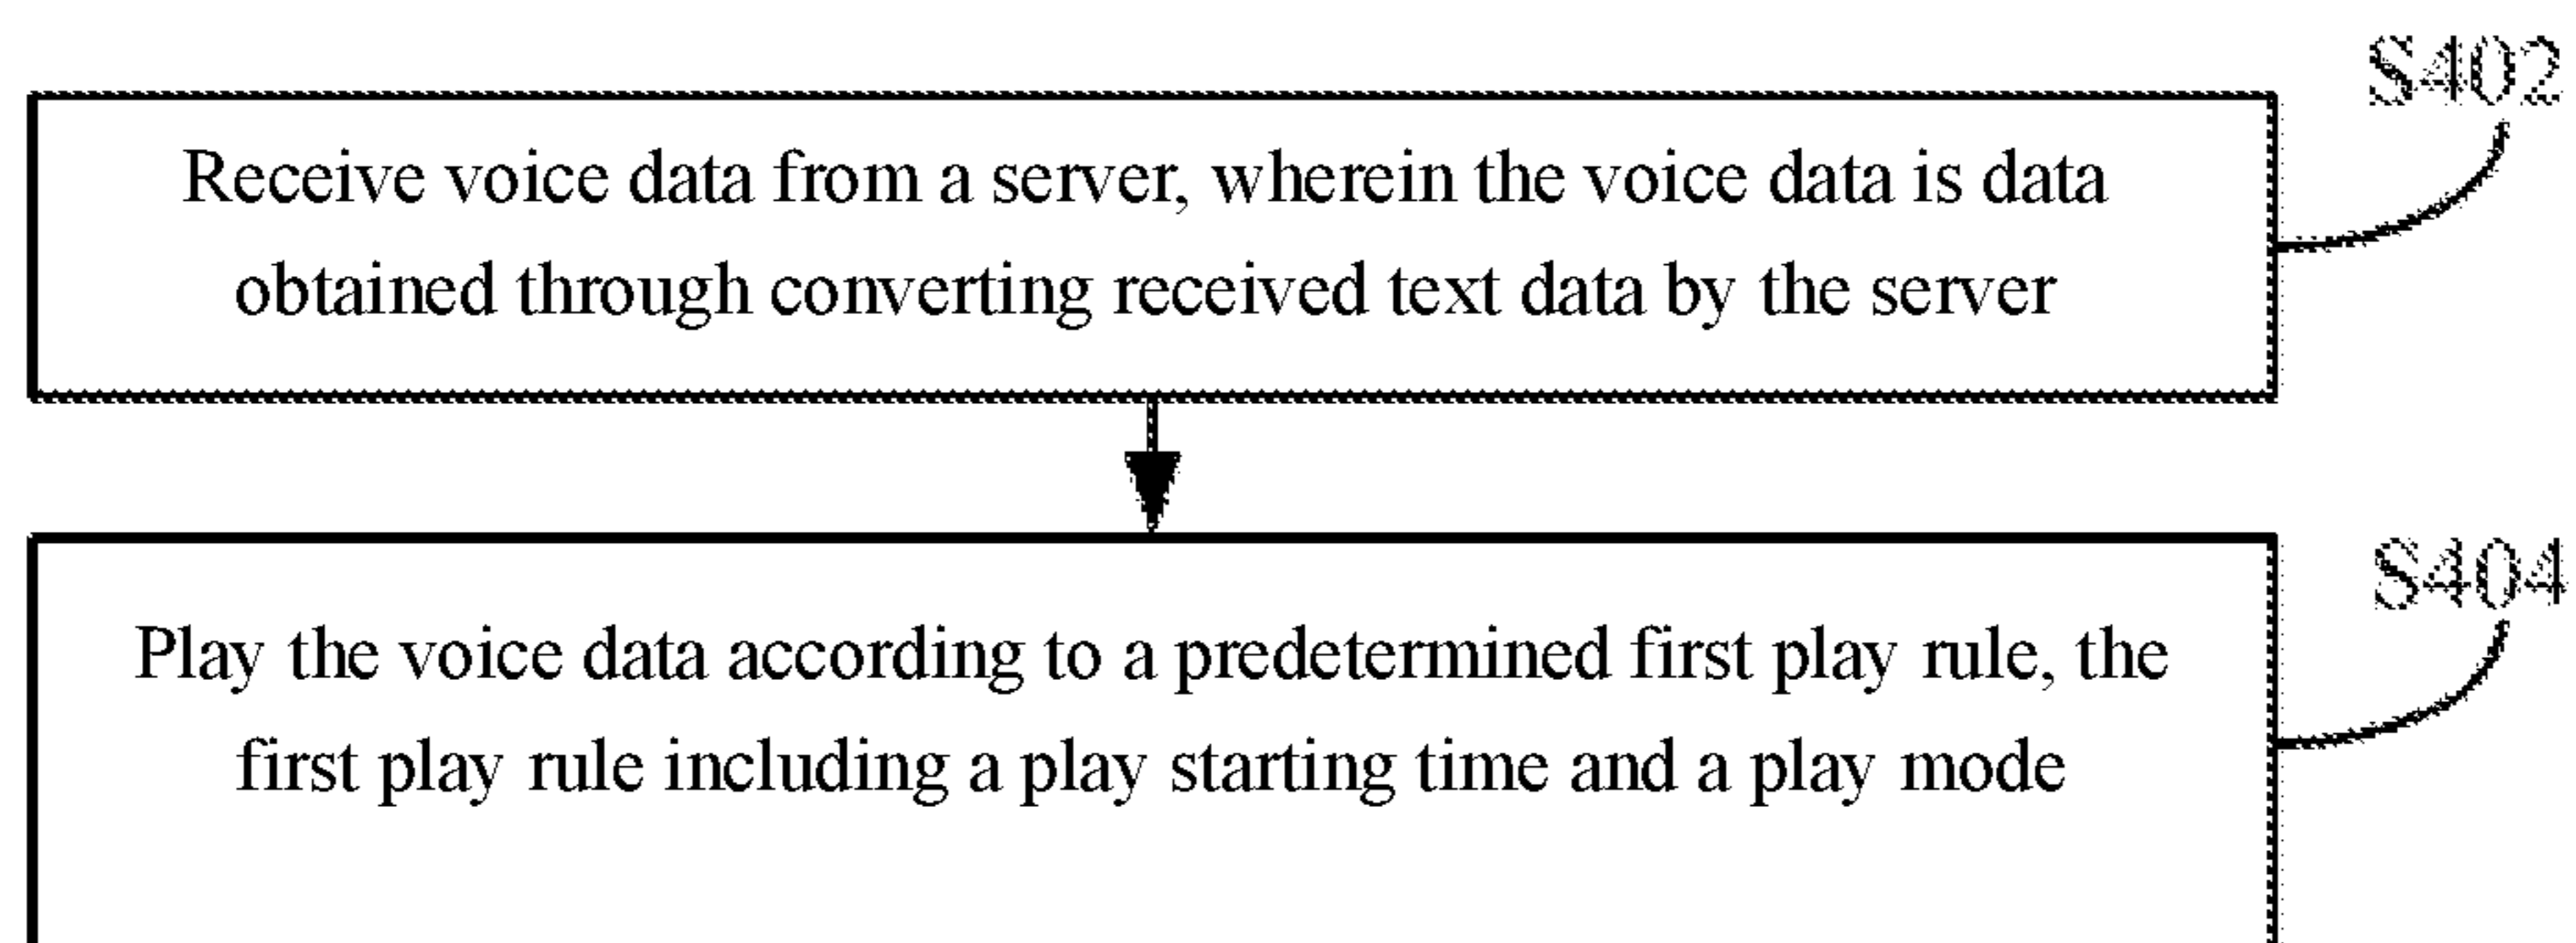 S402
Receive voice data from a server, wherein the voice data is data
obtained through converting received text data by the server
S404
Play the voice data according to a predetermined first play rule, the
first play rule including a play starting time and a play mode